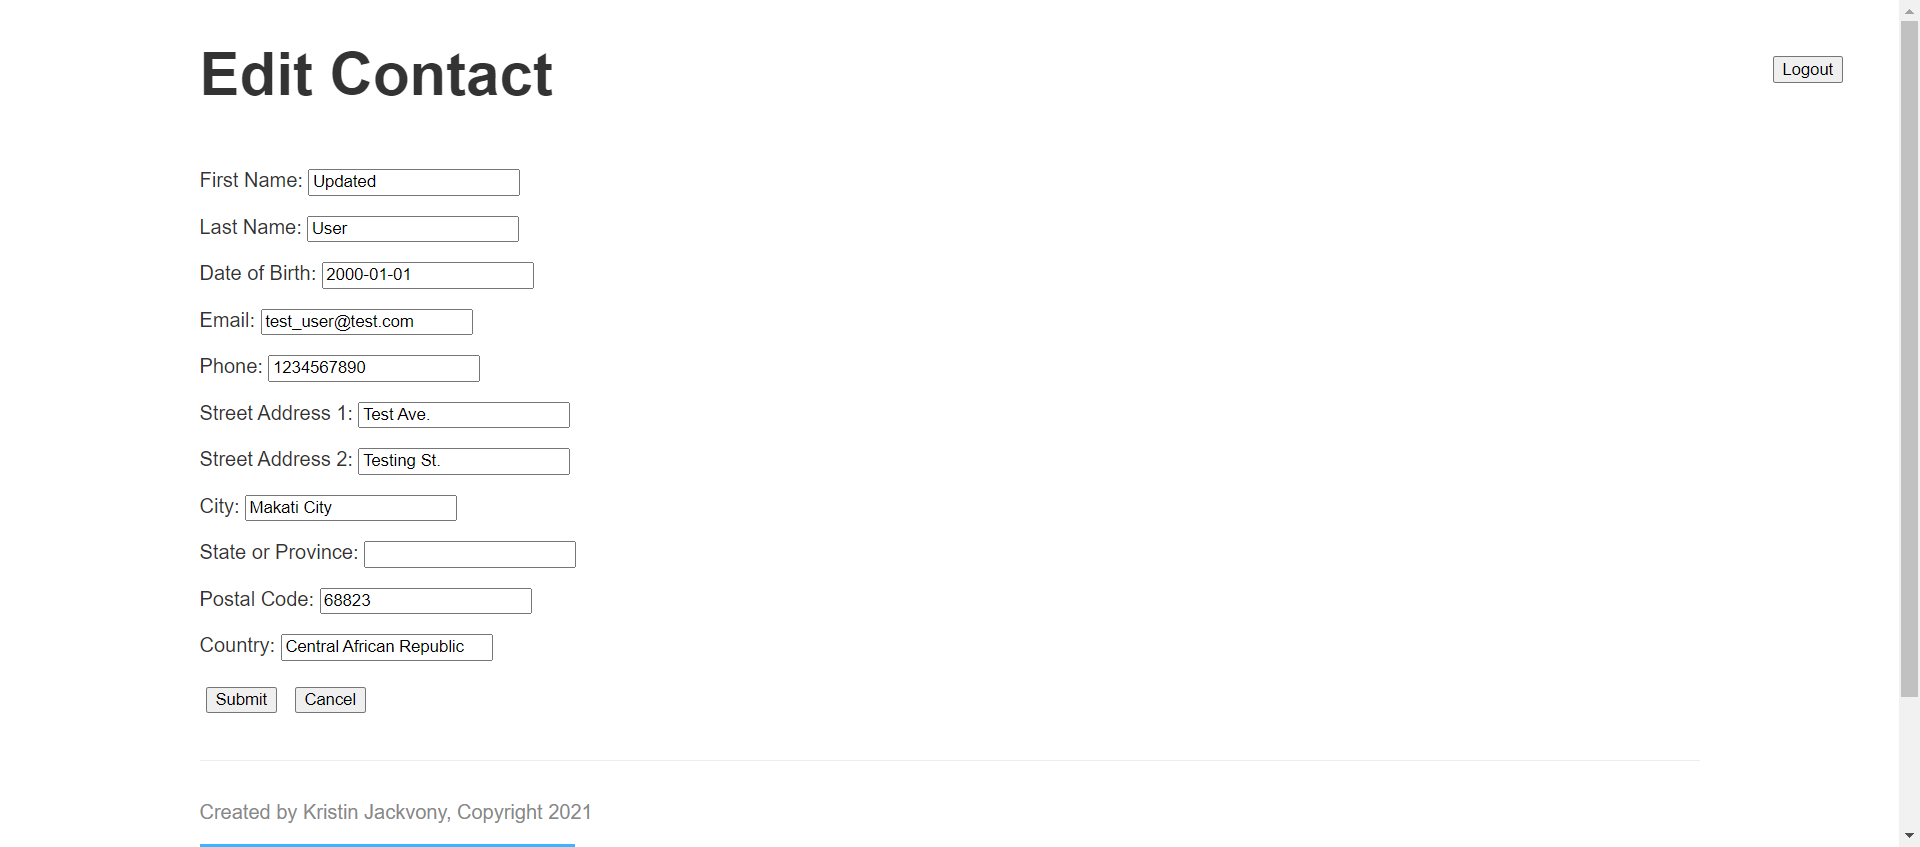 Edit Contact
Logout
First Name: Updated
Last Name: User
Date of Birth: 2000-01-01
Email: test_user@test.com
Phone: 1234567890
Street Address 1: Test Ave.
Street Address 2: Testing St.
City: Makati City
State or Province:
Postal Code: 68823
Country: Central African Republic
Submit Cancel
Created by Kristin Jackvony, Copyright 2021